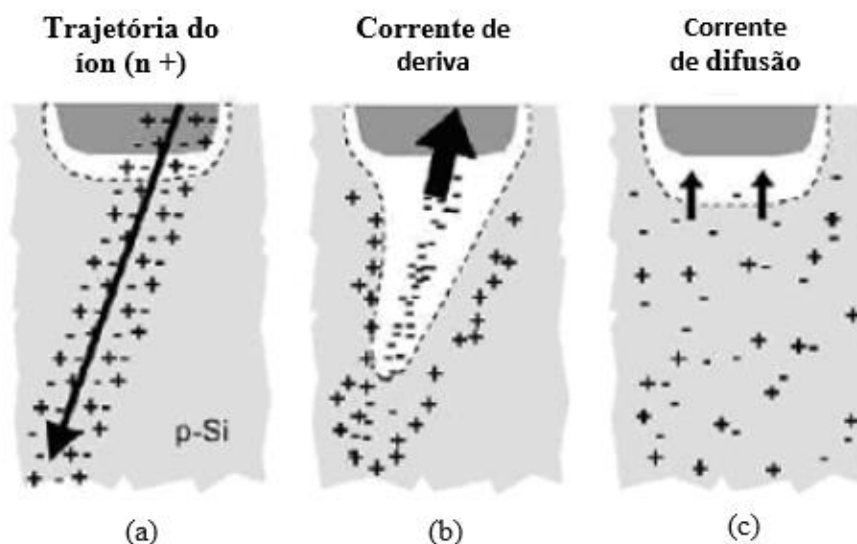 Trajetória do
íon (n +)
Corrente de
deriva
Corrente
de difusão
p-Si
(a)
(b)
(c)